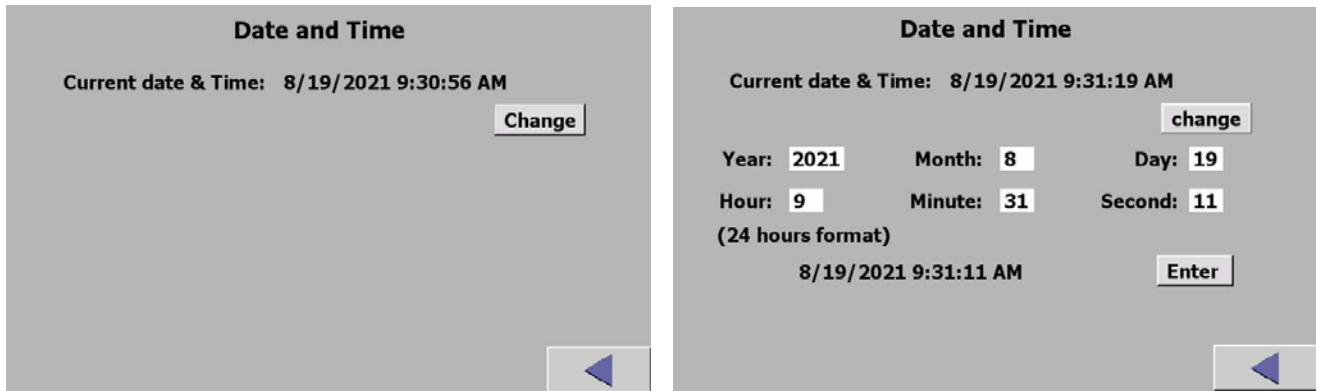 Date and Time
Current date & Time: 8/19/2021 9:30:56 AM
Change
Date and Time
Current date & Time: 8/19/2021 9:31:19 AM
change
Year: 2021 Month: 8 Day: 19
Hour: 9 Minute: 31 Second: 11
(24 hours format)
8/19/2021 9:31:11 AM Enter